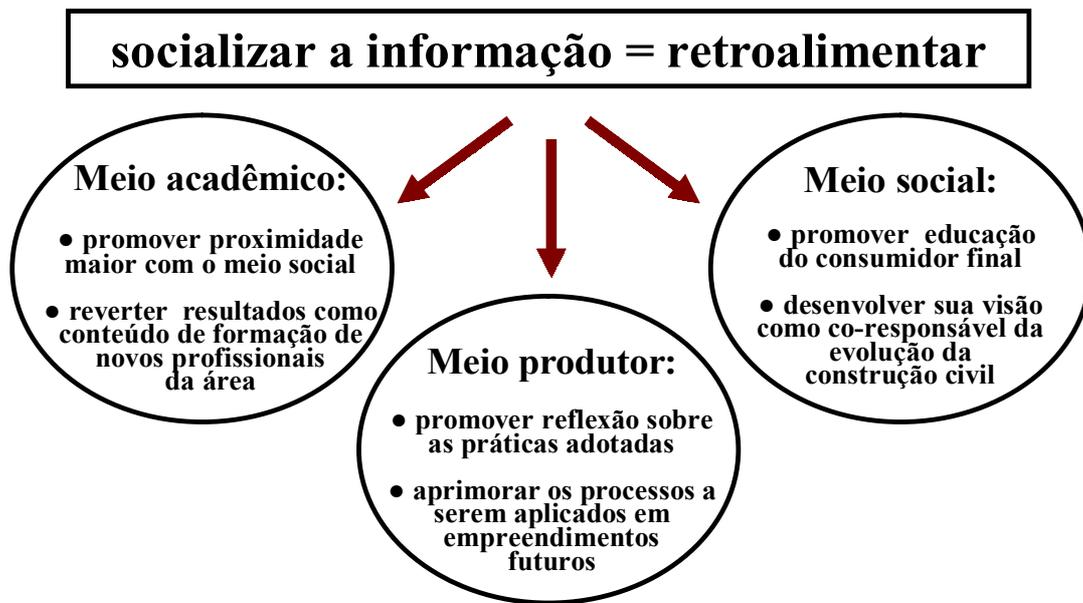 socializar a informação = retroalimentar
Meio acadêmico:
● promover proximidade
maior com o meio social
● reverter resultados como
conteúdo de formação de
novos profissionais
da área
Meio produtor:
● promover reflexão sobre
as práticas adotadas
● aprimorar os processos a
serem aplicados em
empreendimentos
futuros
Meio social:
● promover educação
do consumidor final
● desenvolver sua visão
como co-responsável da
evolução da
construção civil